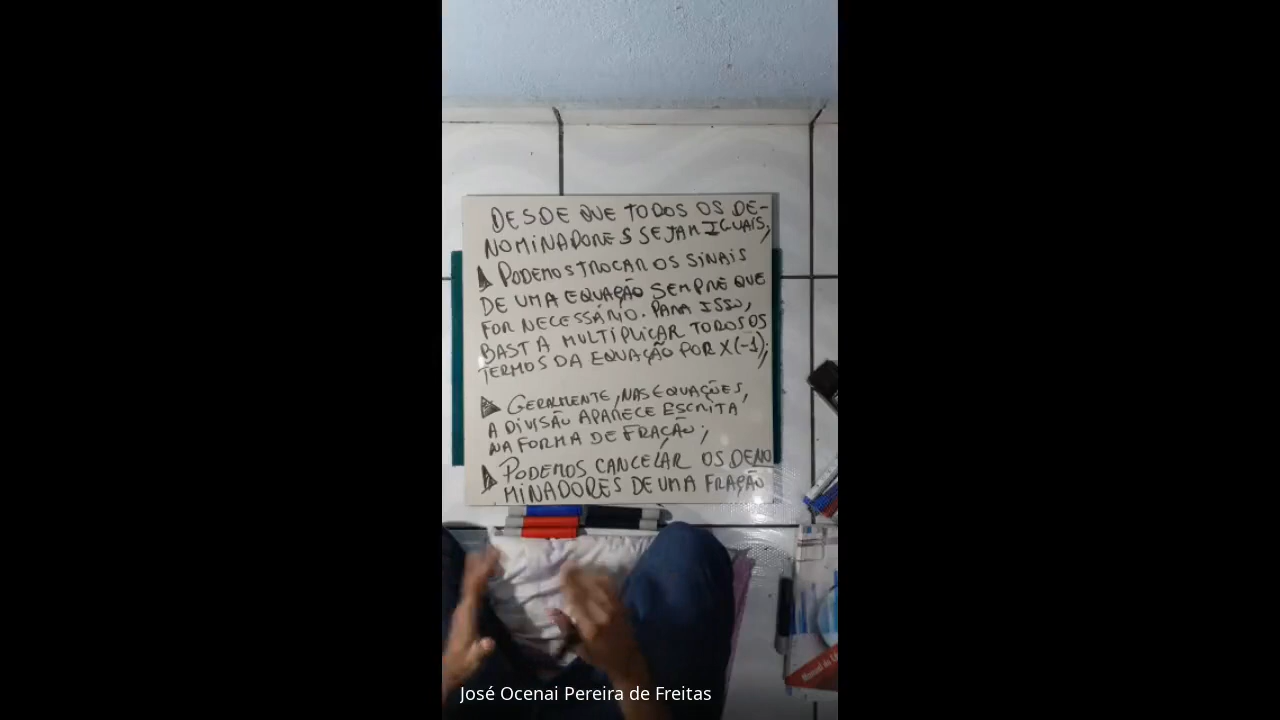 DESDE QUE TODOS OS DE-
NOMINADORES SEJAM IGUAIS;
PODEMOS TROCAR OS SINAIS
DE UMA EQUAÇÃO SEMPRE QUE
FOR NECESSÁRIO. PARA ISSO,
BASTA MULTIPLICAR TODOS OS
TERMOS DA EQUAÇÃO POR X(-1);
GERALMENTE, NAS EQUAÇÕES,
A DIVISÃO APARECE ESCRITA
NA FORMA DE FRAÇÃO;
PODEMOS CANCELAR OS DENO
MINADORES DE UMA FRAÇÃO
José Ocenai Pereira de Freitas